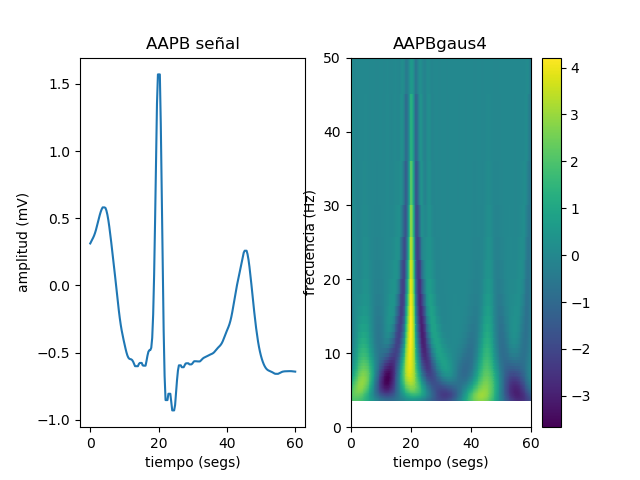 AAPB señal
amplitud (mV)
1.5
1.0
0.5
0.0
−0.5
−1.0
0 20 40 60
tiempo (segs)
AAPBgaus4
frecuencia (Hz)
50
40
30
20
10
0
0 20 40 60
tiempo (segs)
4
3
2
1
0
−1
−2
−3